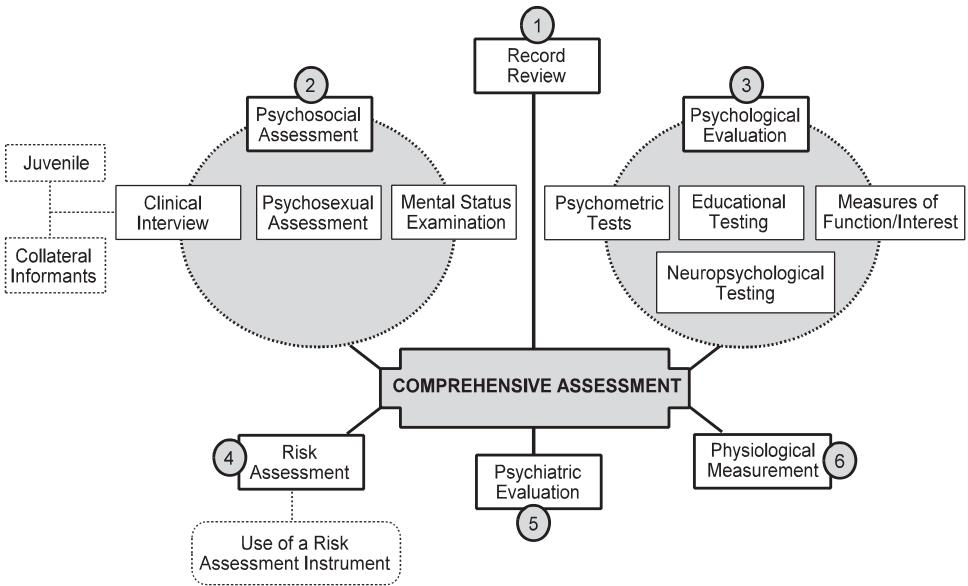 1
Record
Review
2
Psychosocial
Assessment
3
Psychological
Evaluation
Juvenile
Clinical
Interview
Psychosexual
Assessment
Mental Status
Examination
Collateral
Informants
Psychometric
Tests
Educational
Testing
Measures of
Function/Interest
Neuropsychological
Testing
COMPREHENSIVE ASSESSMENT
4
Risk
Assessment
Use of a Risk
Assessment Instrument
Psychiatric
Evaluation
5
Physiological
Measurement
6